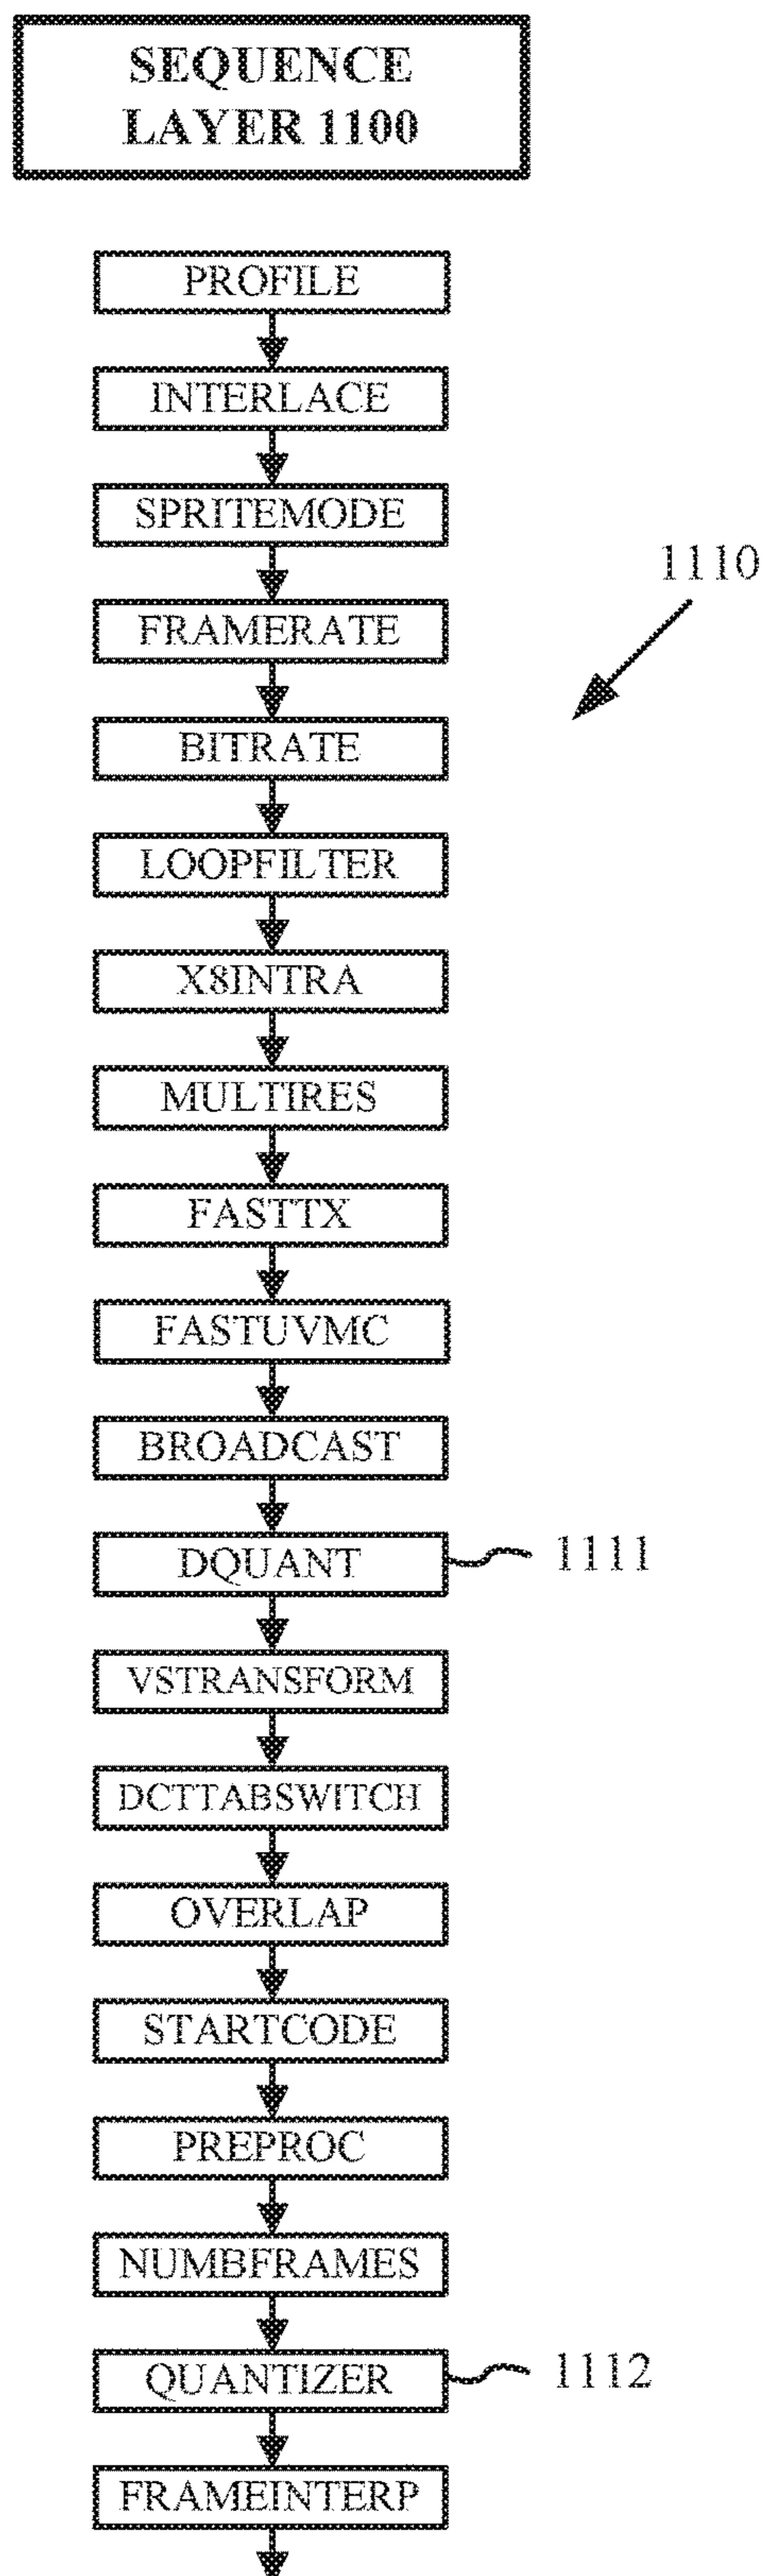 SEQUENCE
LAYER 1100
PROFILE
INTERLACE
SPRITEMODE
1110
FRAMERATE
BITRATE
LOOPFILTER
X8INTRA
MULTIRES
FASTTX
FASTUVMC
BROADCAST
DQUANT
1111
VSTRANSFORM
DCTTABSWITCH
OVERLAP
STARTCODE
PREPROC
NUMBFRAMES
QUANTIZER
1112
FRAMEINTERP